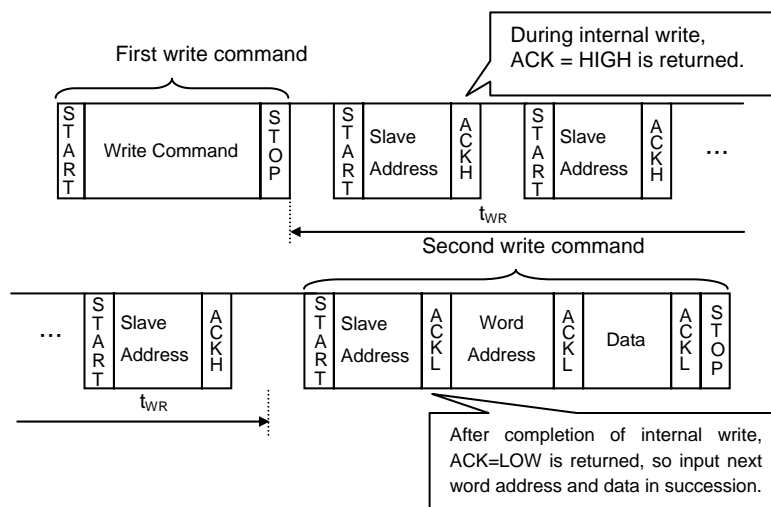 First write command
During internal write,
ACK = HIGH is returned.
START
Write Command
STOP
START
Slave
Address
ACKH
START
Slave
Address
ACKH
...
tWR
Second write command
...
START
Slave
Address
ACKH
START
Slave
Address
ACKL
Word
Address
ACKL
Data
ACKL
STOP
tWR
After completion of internal write,
ACK=LOW is returned, so input next
word address and data in succession.